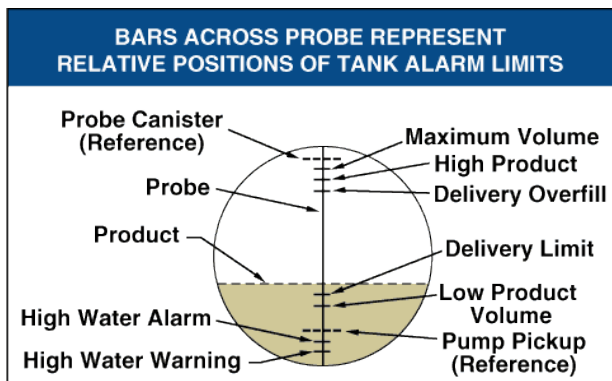 BARS ACROSS PROBE REPRESENT
RELATIVE POSITIONS OF TANK ALARM LIMITS
Probe Canister
(Reference)
Maximum Volume
High Product
Probe
Delivery Overfill
Product
Delivery Limit
Low Product
Volume
High Water Alarm
Pump Pickup
(Reference)
High Water Warning